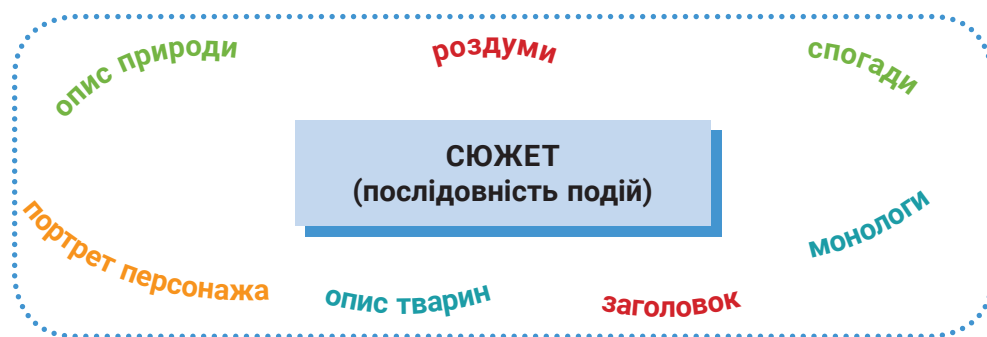 опис природи
роздуми
спогади
СЮЖЕТ
(послідовність подій)
портрет персонажа
опис тварин
заголовок
монологи